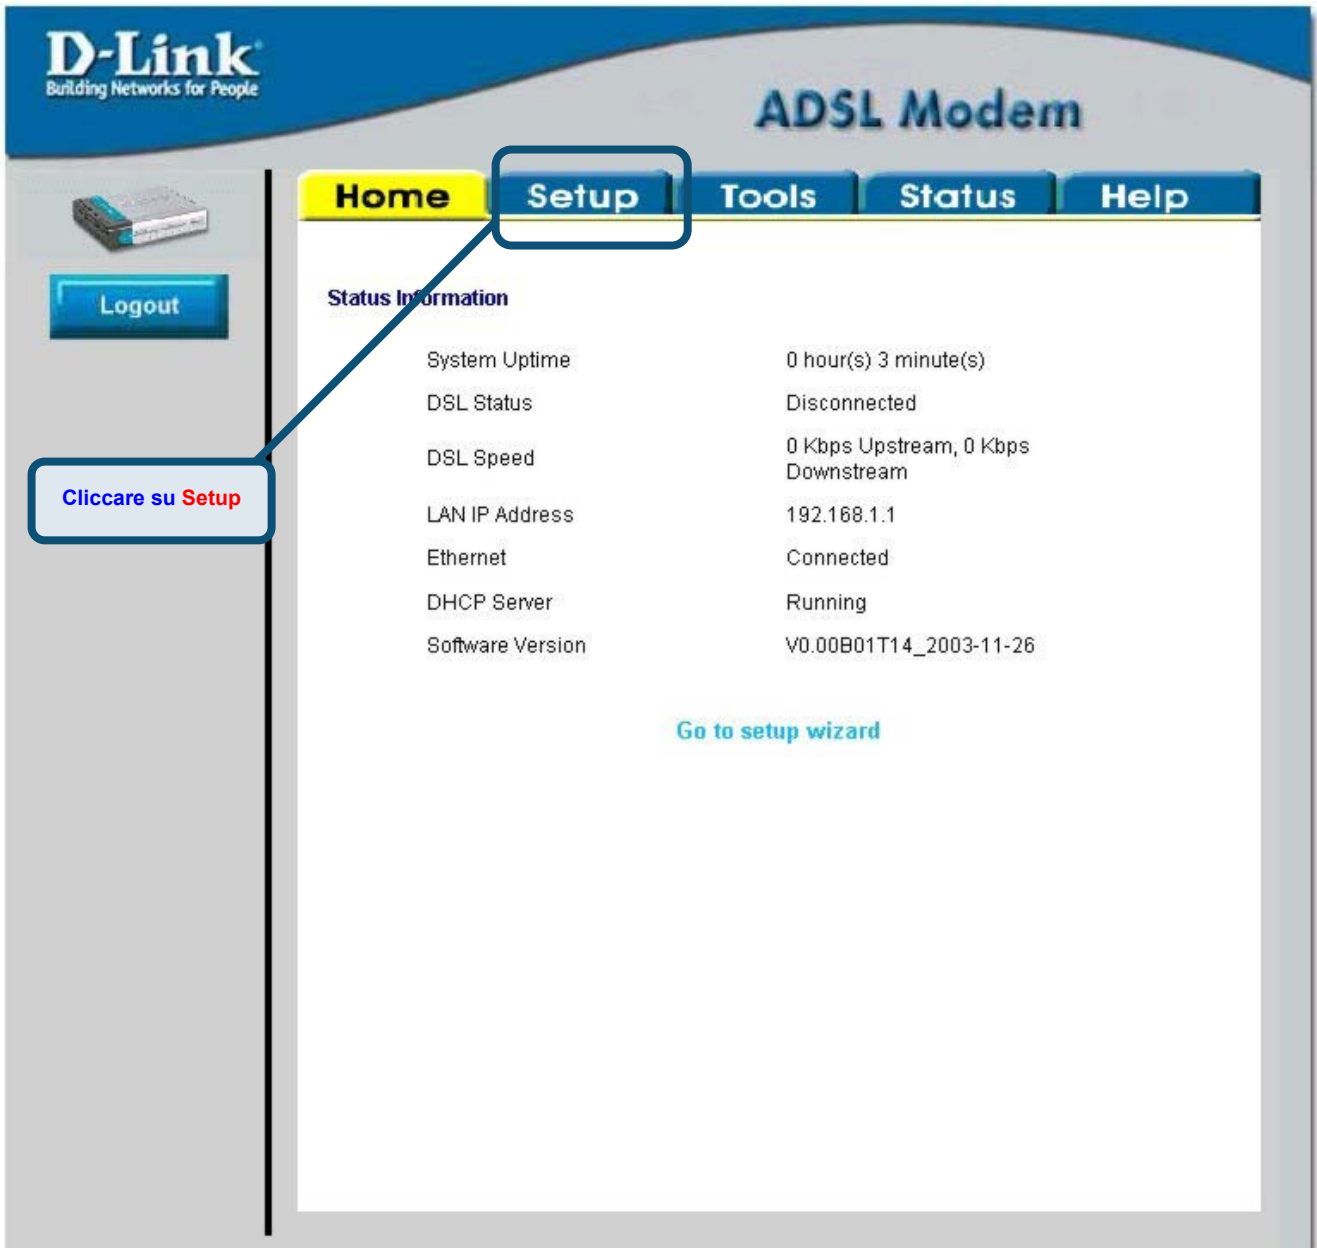 D-Link
Building Networks for People
ADSL Modem
Home Setup Tools Status Help
Logout
Status Information
System Uptime 0 hour(s) 3 minute(s)
DSL Status Disconnected
DSL Speed 0 Kbps Upstream, 0 Kbps
Downstream
Cliccare su Setup
LAN IP Address 192.168.1.1
Ethernet Connected
DHCP Server Running
Software Version V0.00B01T14_2003-11-26
Go to setup wizard